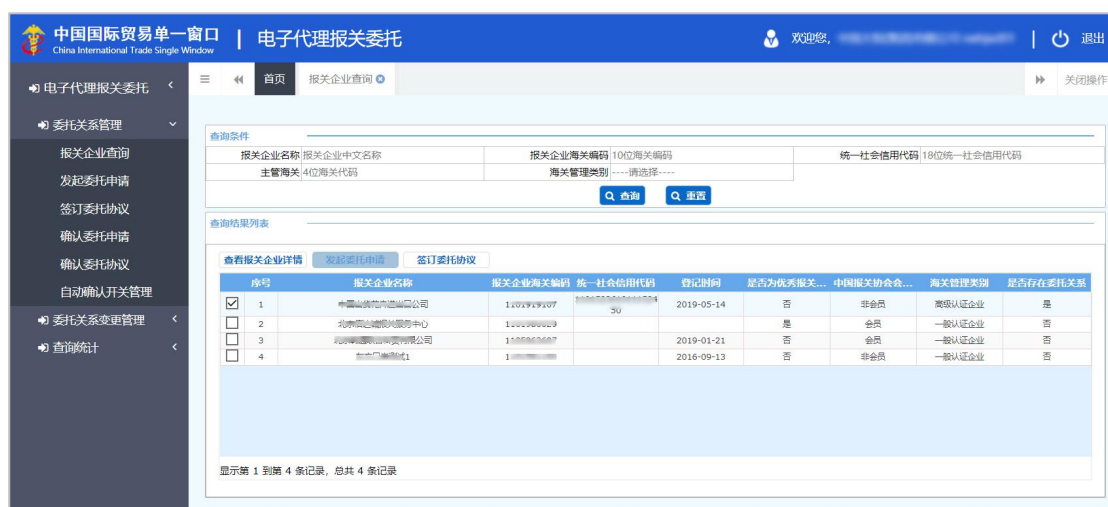 中国国际贸易单一窗口 | 电子代理报关委托 欢迎您, | 退出
China International Trade Single Window
电子代理报关委托
首页 报关企业查询 关闭操作
委托关系管理
报关企业查询
发起委托申请
签订委托协议
确认委托申请
确认委托协议
自动确认开关管理
委托关系变更管理
查询统计
查询条件
报关企业名称 报关企业中文名称 报关企业海关编码 10位海关编码 统一社会信用代码 18位统一社会信用代码
主管海关 4位海关代码 海关管理类别 ----请选择----
查询 重置
查询结果列表
查看报关企业详情 发起委托申请 签订委托协议
序号 报关企业名称 报关企业海关编码 统一社会信用代码 登记时间 是否为优秀报关... 中国报关协会会... 海关管理类别 是否存在委托关系
1 2019-05-14 否 非会员 高级认证企业 是
2 是 会员 一般认证企业 否
3 2019-01-21 否 会员 一般认证企业 否
4 2016-09-13 否 非会员 一般认证企业 否
显示第 1 到第 4 条记录，总共 4 条记录